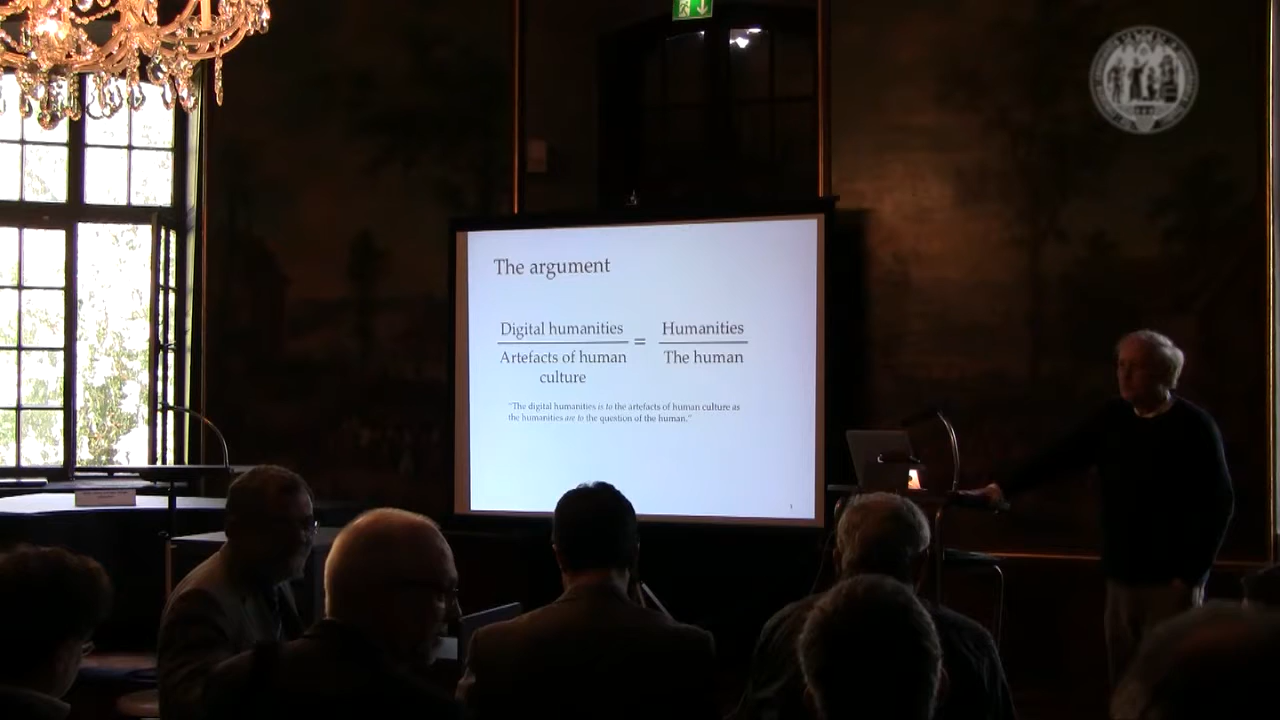 The argument
Digital humanities
Artefacts of human
culture
=
Humanities
The human
"The digital humanities is to the artefacts of human culture as
the humanities are to the question of the human."